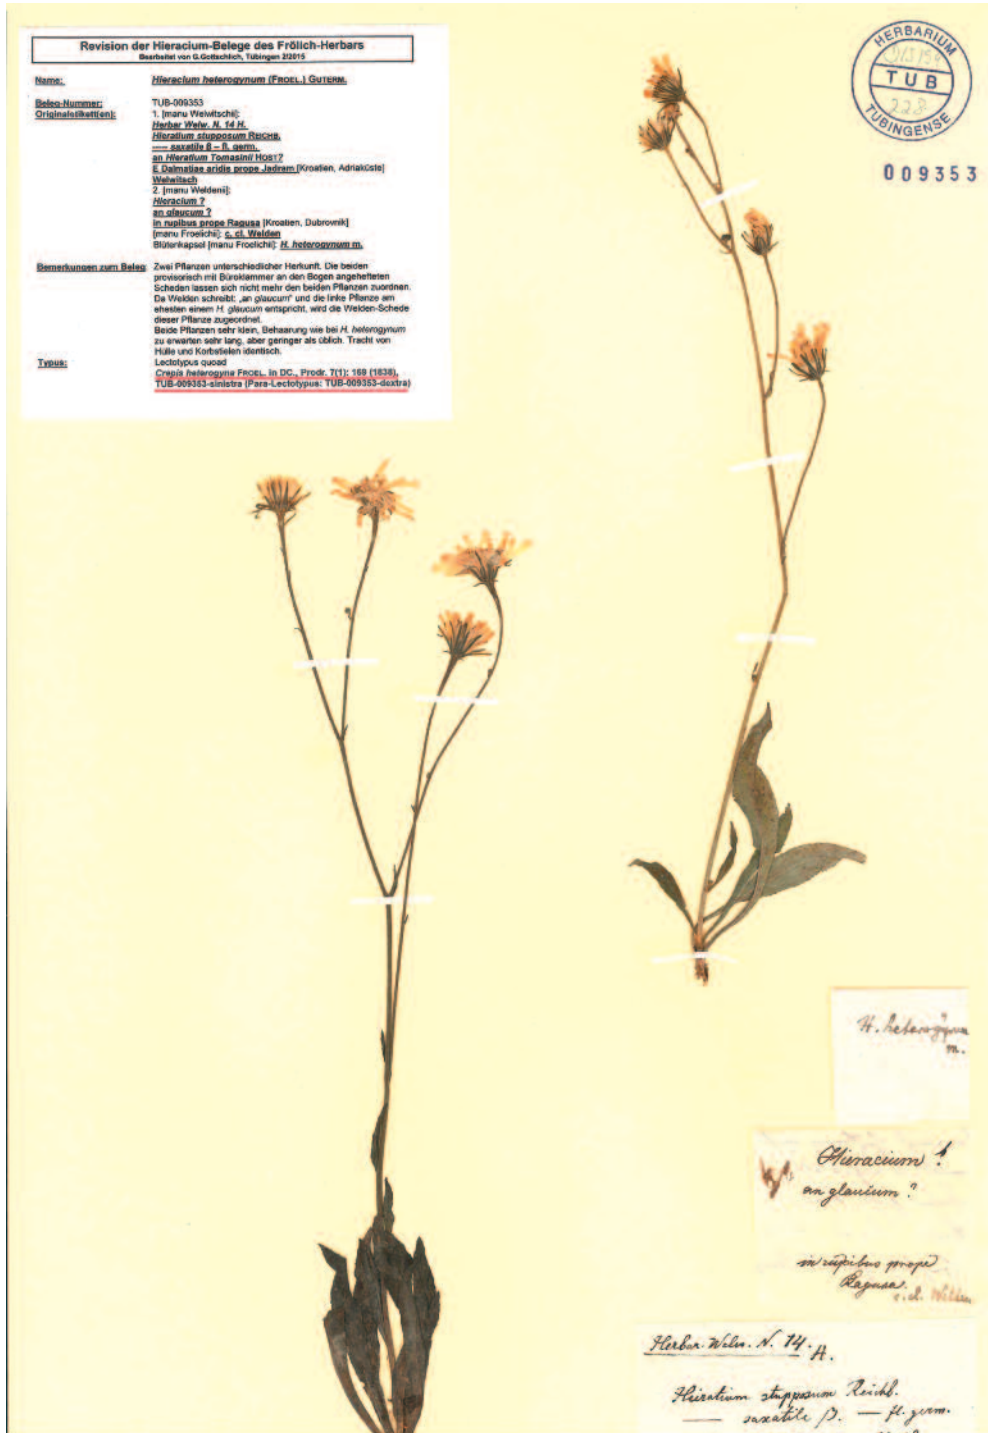 Revision der Hieracium-Belege des Frölich-Herbars
Bearbeitet von G.Gottschlich, Tübingen 2/2015
Name: Hieracium heterogynum (FROEL.) GUTERM.
Beleg-Nummer: TUB-009353
Originaletikett(en): 1. [manu Welwitschii]:
Herbar Welw. N. 14 H.
Hieratium stupposum REICHB.
---- saxatile ß – fl. germ.
an Hieratium Tomasinii HOST?
E Dalmatiae aridis prope Jadram [Kroatien, Adriaküste]
Welwitsch
2. [manu Weldenii]:
Hieracium ?
an glaucum ?
in rupibus prope Ragusa [Kroatien, Dubrovnik]
[manu Froelichii]: c. cl. Welden
Blütenkapsel [manu Froelichii]: H. heterogynum m.
Bemerkungen zum Beleg: Zwei Pflanzen unterschiedlicher Herkunft. Die beiden
provisorisch mit Büroklammer an den Bogen angehefteten
Scheden lassen sich nicht mehr den beiden Pflanzen zuordnen.
Da Welden schreibt: „an glaucum" und die linke Pflanze am
ehesten einem H. glaucum entspricht, wird die Welden-Schede
dieser Pflanze zugeordnet.
Beide Pflanzen sehr klein, Behaarung wie bei H. heterogynum
zu erwarten sehr lang, aber geringer als üblich. Tracht von
Hülle und Korbstielen identisch.
Typus: Lectotypus quoad
Crepis heterogyna FROEL. in DC., Prodr. 7(1): 169 (1838),
TUB-009353-sinistra (Para-Lectotypus: TUB-009353-dextra)
HERBARIUM
TUB
228
TUBINGENSE
009353
H. heterogynum
m.
Hieracium ?
an glaucum ?
in rupibus prope
Ragusa.
c. cl. Welden
Herbar. Welw. N. 14. H.
Hieratium stupposum Reichb.
—— saxatile β. — fl. germ.